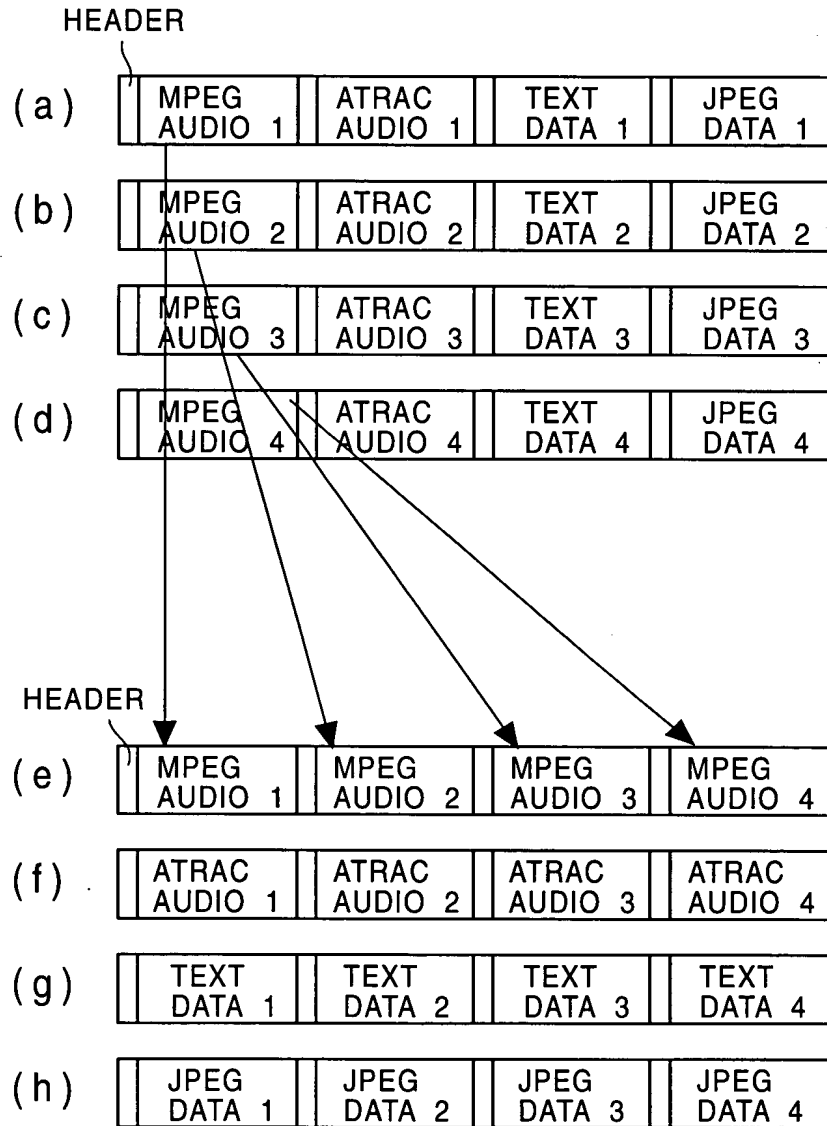 HEADER
(a) MPEG ATRAC TEXT JPEG
AUDIO 1 AUDIO 1 DATA 1 DATA 1
(b) MPEG ATRAC TEXT JPEG
AUDIO 2 AUDIO 2 DATA 2 DATA 2
(c) MPEG ATRAC TEXT JPEG
AUDIO 3 AUDIO 3 DATA 3 DATA 3
(d) MPEG ATRAC TEXT JPEG
AUDIO 4 AUDIO 4 DATA 4 DATA 4
HEADER
(e) MPEG MPEG MPEG MPEG
AUDIO 1 AUDIO 2 AUDIO 3 AUDIO 4
(f) ATRAC ATRAC ATRAC ATRAC
AUDIO 1 AUDIO 2 AUDIO 3 AUDIO 4
(g) TEXT TEXT TEXT TEXT
DATA 1 DATA 2 DATA 3 DATA 4
(h) JPEG JPEG JPEG JPEG
DATA 1 DATA 2 DATA 3 DATA 4